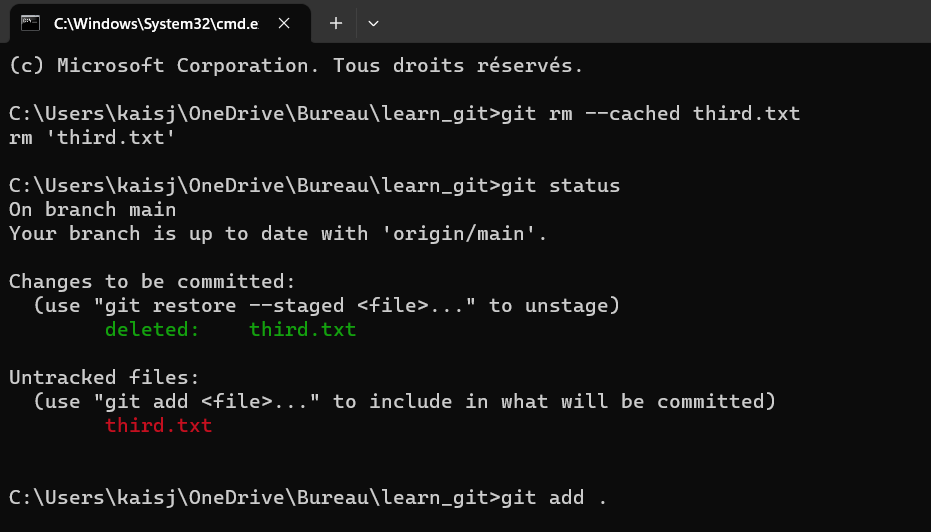 C:\Windows\System32\cmd.e
(c) Microsoft Corporation. Tous droits réservés.
C:\Users\kaisj\OneDrive\Bureau\learn_git>git rm --cached third.txt
rm 'third.txt'
C:\Users\kaisj\OneDrive\Bureau\learn_git>git status
On branch main
Your branch is up to date with 'origin/main'.
Changes to be committed:
  (use "git restore --staged <file>..." to unstage)
        deleted:    third.txt
Untracked files:
  (use "git add <file>..." to include in what will be committed)
        third.txt
C:\Users\kaisj\OneDrive\Bureau\learn_git>git add .